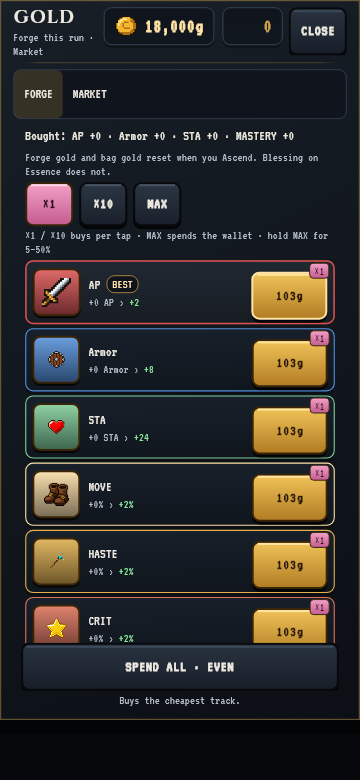 GOLD
Forge this run ·
Market
18,000g
0
CLOSE
FORGE
MARKET
Bought: AP +0 · Armor +0 · STA +0 · MASTERY +0
Forge gold and bag gold reset when you Ascend. Blessing on
Essence does not.
X1
X10
MAX
X1 / X10 buys per tap · MAX spends the wallet · hold MAX for
5-50%
AP BEST
+0 AP › +2
X1
103g
Armor
+0 Armor › +8
X1
103g
STA
+0 STA › +24
X1
103g
MOVE
+0% › +2%
X1
103g
HASTE
+0% › +2%
X1
103g
CRIT
+0% › +2%
X1
103g
SPEND ALL · EVEN
Buys the cheapest track.